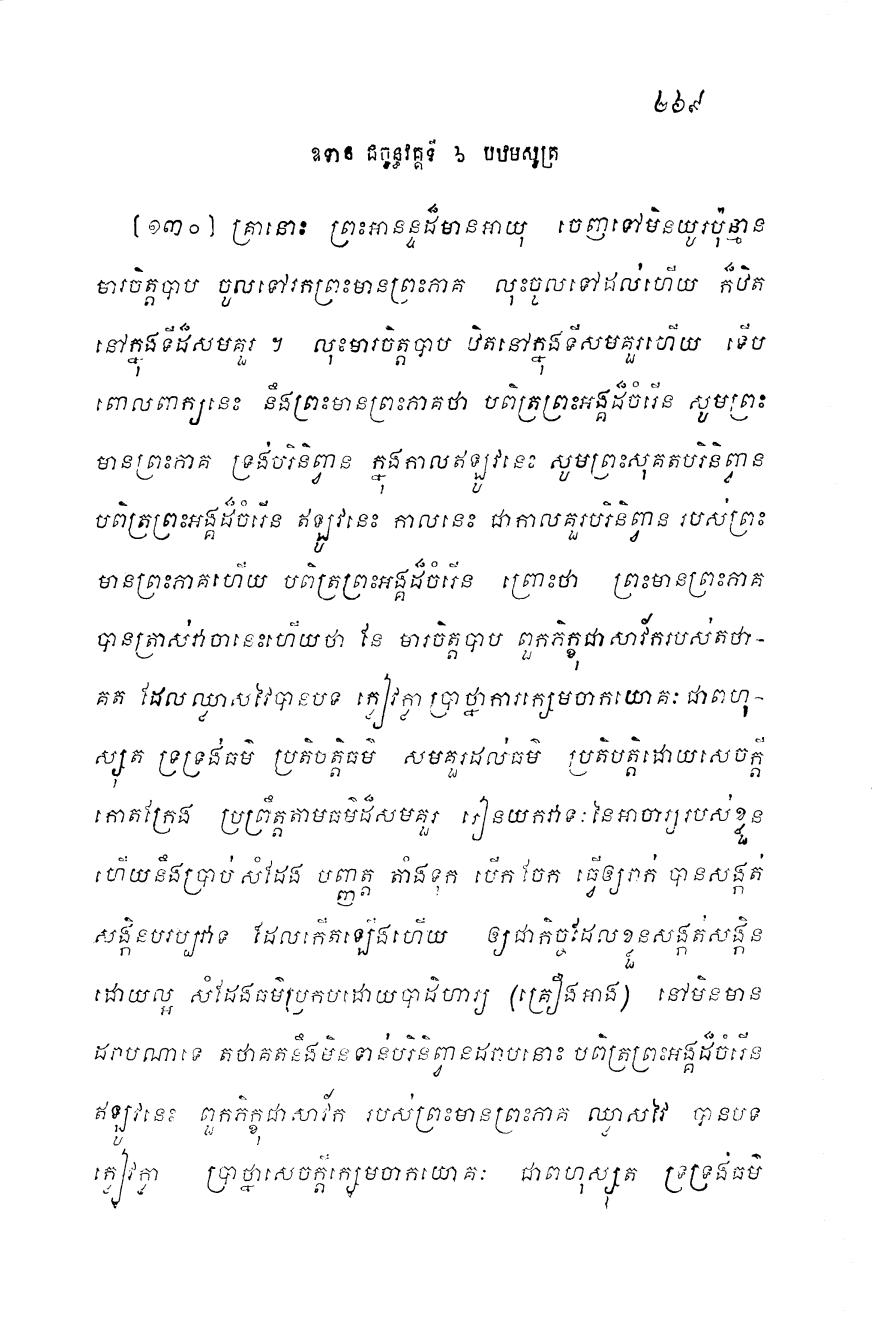 ២៦៩
ឧទាន ជច្ចន្ធវគ្គទី ៦ បឋមសូត្រ
[១៣០] គ្រានោះ ព្រះអានន្ទដ៏មានអាយុ ចេញទៅមិនយូរប៉ុន្មាន
មារចិត្តបាប ចូលទៅរកព្រះមានព្រះភាគ លុះចូលទៅដល់ហើយ ក៏ឋិត
នៅក្នុងទីដ៏សមគួរ ។ លុះមារចិត្តបាប ឋិតនៅក្នុងទីសមគួរហើយ ទើប
ពោលពាក្យនេះ នឹងព្រះមានព្រះភាគថា បពិត្រព្រះអង្គដ៏ចំរើន សូមព្រះ
មានព្រះភាគ ទ្រង់បរិនិព្វាន ក្នុងកាលឥឡូវនេះ សូមព្រះសុគតបរិនិព្វាន
បពិត្រព្រះអង្គដ៏ចំរើន ឥឡូវនេះ កាលនេះ ជាកាលគួរបរិនិព្វាន របស់ព្រះ
មានព្រះភាគហើយ បពិត្រព្រះអង្គដ៏ចំរើន ព្រោះថា ព្រះមានព្រះភាគ
បានត្រាស់វាចានេះហើយថា នែ មារចិត្តបាប ពួកភិក្ខុជាសាវ័ករបស់តថា-
គត ដែលឈ្លាសវៃបានបទ ក្លៀវក្លា ប្រាថ្នាការក្សេមចាកយោគៈ ជាពហុ-
ស្សុត ទ្រទ្រង់ធម៌ ប្រតិបត្តិធម៌ សមគួរដល់ធម៌ ប្រតិបត្តិដោយសេចក្តី
កោតក្រែង ប្រព្រឹត្តតាមធម៌ដ៏សមគួរ រៀនយកវាទៈនៃអាចារ្យរបស់ខ្លួន
ហើយនឹងប្រាប់ សំដែង បញ្ញត្ត តាំងទុក បើក ចែក ធ្វើឲ្យរាក់ បានសង្កត់
សង្កិនបរប្បវាទ ដែលកើតឡើងហើយ ឲ្យជាកិច្ចដែលខ្លួនសង្កត់សង្កិន
ដោយល្អ សំដែងធម៌ប្រកបដោយបាដិហារ្យ (គ្រឿងអាង) នៅមិនមាន
ដរាបណាទេ តថាគតនឹងមិនទាន់បរិនិព្វានដរាបនោះ បពិត្រព្រះអង្គដ៏ចំរើន
ឥឡូវនេះ ពួកភិក្ខុជាសាវ័ក របស់ព្រះមានព្រះភាគ ឈ្លាសវៃ បានបទ
ក្លៀវក្លា ប្រាថ្នាសេចក្តីក្សេមចាកយោគៈ ជាពហុស្សុត ទ្រទ្រង់ធម៌